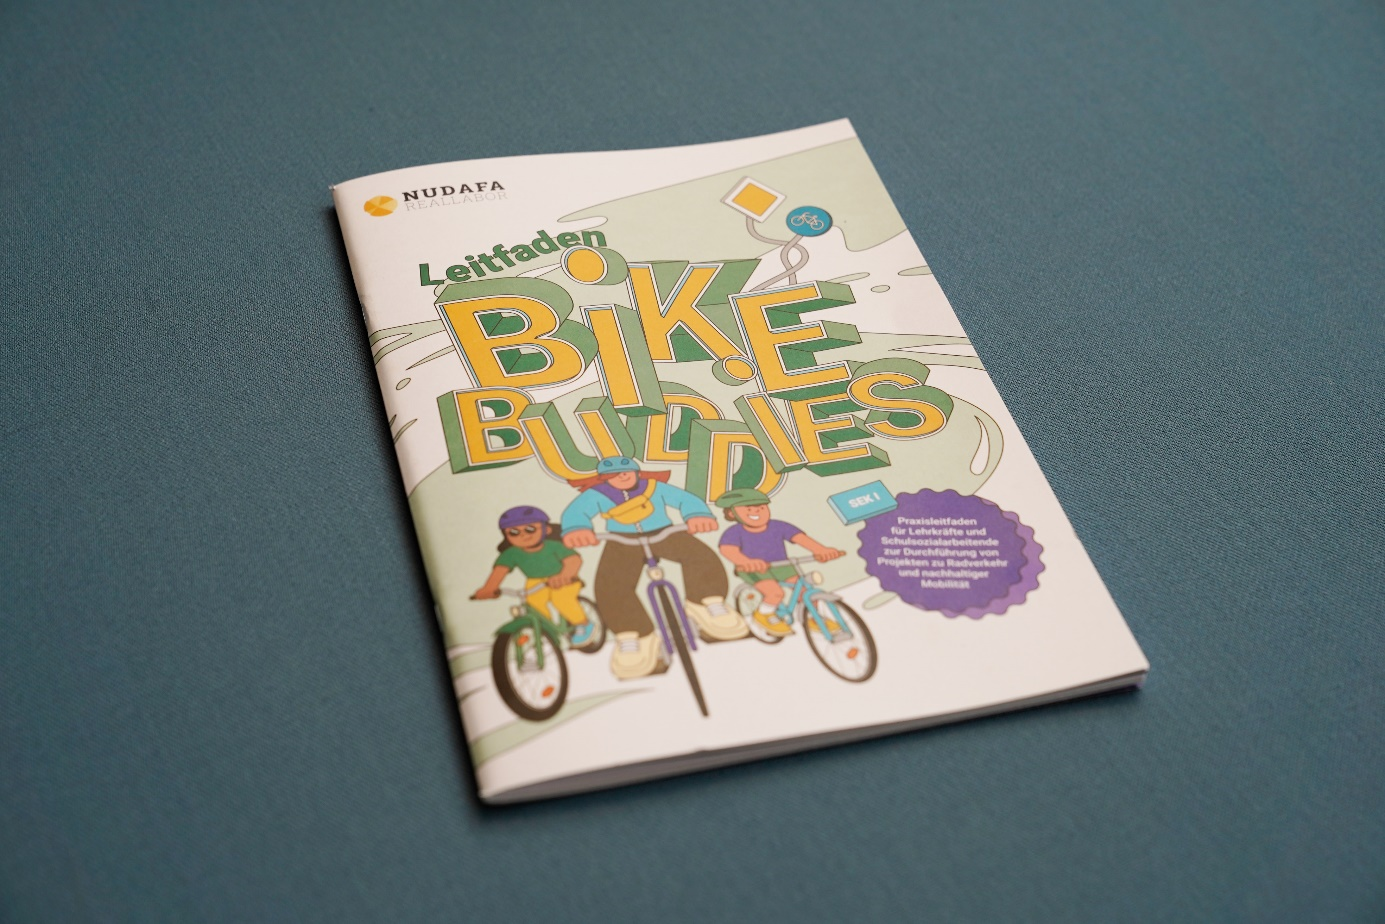 NUDAFA
REALLABOR
Leitfaden
BiKE
BUDDIES
SEK I
Praxisleitfaden
für Lehrkräfte und
Schulsozialarbeitende
zur Durchführung von
Projekten zu Radverkehr
und nachhaltiger
Mobilität